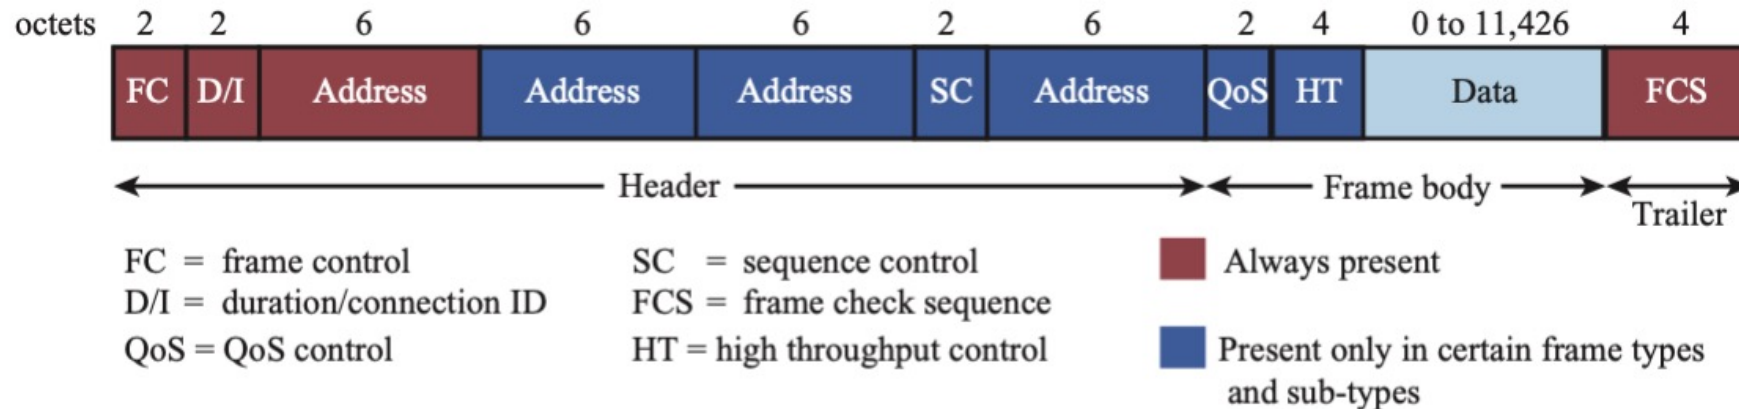 octets 2 2 6 6 6 2 6 2 4 0 to 11,426 4
FC D/I Address Address Address SC Address QoS HT Data FCS
Header Frame body
Trailer
FC = frame control SC = sequence control Always present
D/I = duration/connection ID FCS = frame check sequence
QoS = QoS control HT = high throughput control Present only in certain frame types
and sub-types